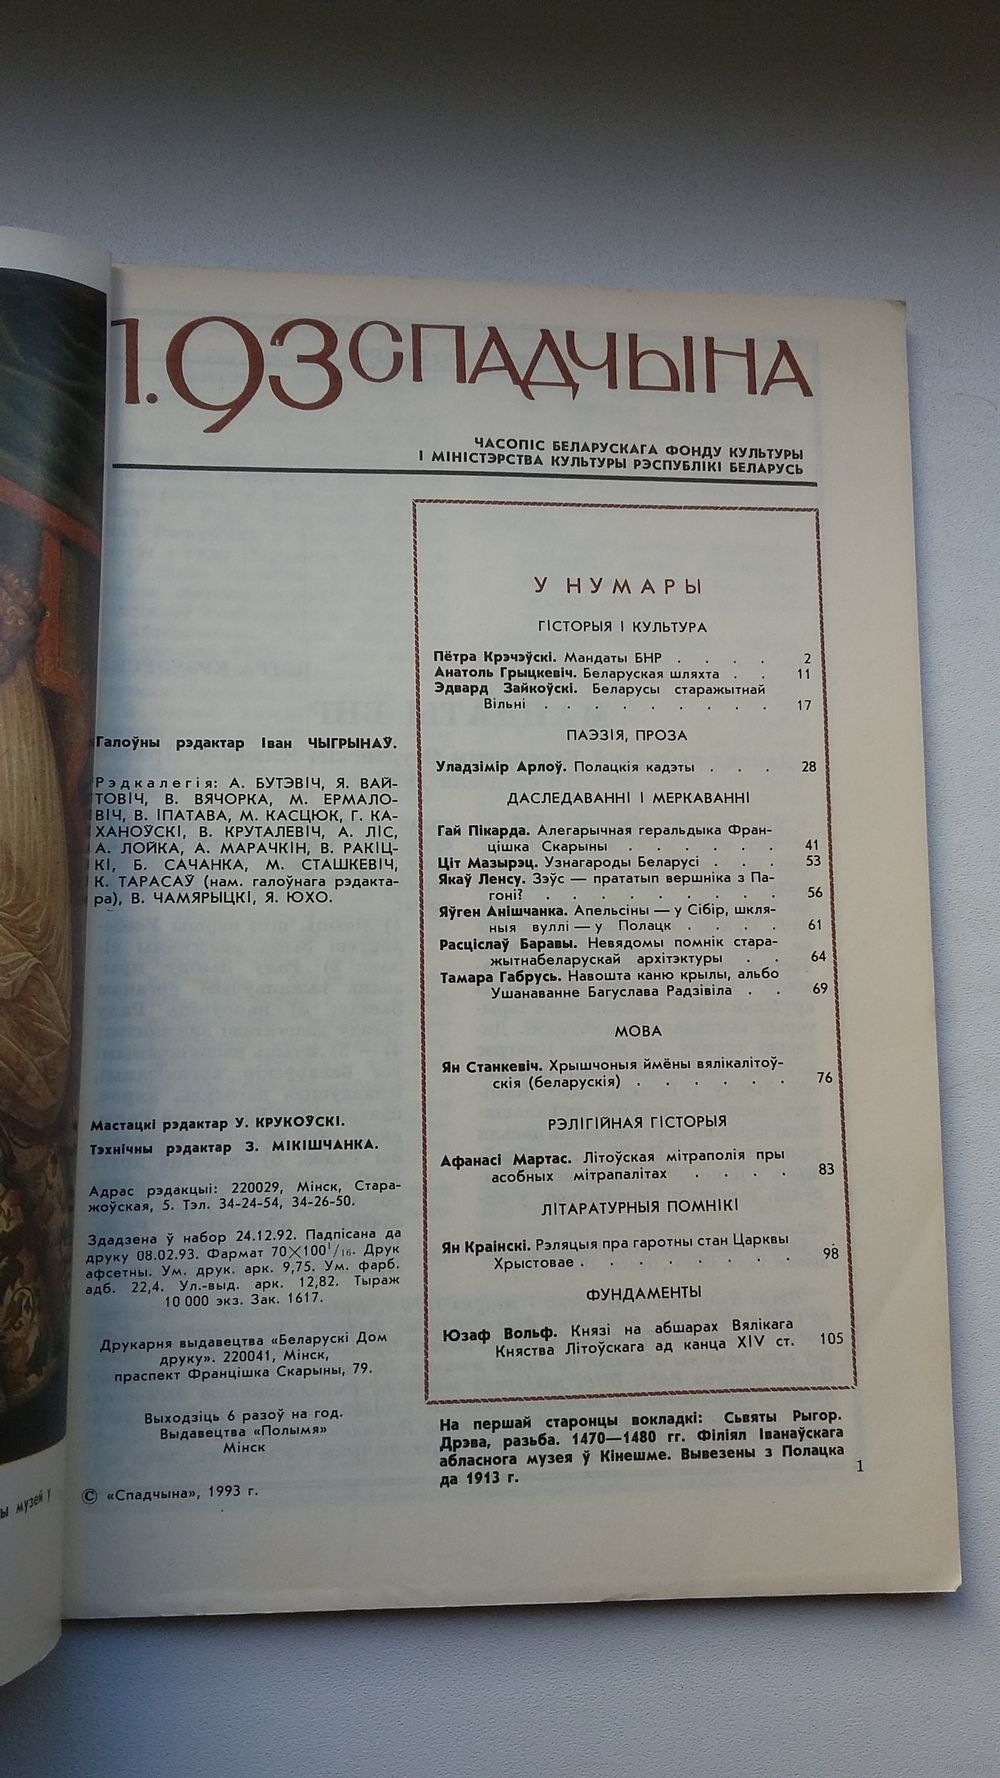 1.93 СПАДЧЫНА
ЧАСОПІС БЕЛАРУСКАГА ФОНДУ КУЛЬТУРЫ
І МІНІСТЭРСТВА КУЛЬТУРЫ РЭСПУБЛІКІ БЕЛАРУСЬ
Галоўны рэдактар Іван ЧЫГРЫНАЎ.
Рэдкалегія: А. БУТЭВІЧ, Я. ВАЙ-
ТОВІЧ, В. ВЯЧОРКА, М. ЕРМАЛО-
ВІЧ, В. ІПАТАВА, М. КАСЦЮК, Г. КА-
ХАНОЎСКІ, В. КРУТАЛЕВІЧ, А. ЛІС,
А. ЛОЙКА, А. МАРАЧКІН, В. РАКІЦ-
КІ, Б. САЧАНКА, М. СТАШКЕВІЧ,
К. ТАРАСАЎ (нам. галоўнага рэдакта-
ра), В. ЧАМЯРЫЦКІ, Я. ЮХО.
Мастацкі рэдактар У. КРУКОЎСКІ.
Тэхнічны рэдактар З. МІКІШЧАНКА.
Адрас рэдакцыі: 220029, Мінск, Стара-
жоўская, 5. Тэл. 34-24-54, 34-26-50.
Здадзена ў набор 24.12.92. Падпісана да
друку 08.02.93. Фармат 70×100¹/₁₆. Друк
афсетны. Ум. друк. арк. 9,75. Ум. фарб.
адб. 22,4. Ул.-выд. арк. 12,82. Тыраж
10 000 экз. Зак. 1617.
Друкарня выдавецтва «Беларускі Дом
друку». 220041, Мінск,
праспект Францішка Скарыны, 79.
Выходзіць 6 разоў на год.
Выдавецтва «Полымя»
Мінск
© «Спадчына», 1993 г.
У НУМАРЫ
ГІСТОРЫЯ І КУЛЬТУРА
Пётра Крэчэўскі. Мандаты БНР . . . . 2
Анатоль Грыцкевіч. Беларуская шляхта . . 11
Эдвард Зайкоўскі. Беларусы старажытнай
Вільні . . . . . . . . . 17
ПАЭЗІЯ, ПРОЗА
Уладзімір Арлоў. Полацкія кадэты . . . 28
ДАСЛЕДАВАННІ І МЕРКАВАННІ
Гай Пікарда. Алегарычная геральдыка Фран-
цішка Скарыны . . . . . . 41
Ціт Мазырэц. Узнагароды Беларусі . . . 53
Якаў Ленсу. Зэўс — прататып вершніка з Па-
гоні? . . . . . . . . . 56
Яўген Анішчанка. Апельсіны — у Сібір, шкля-
ныя вуллі — у Полацк . . . . 61
Расціслаў Баравы. Невядомы помнік стара-
жытнабеларускай архітэктуры . . 64
Тамара Габрусь. Навошта каню крылы, альбо
Ушанаванне Багуслава Радзівіла . . 69
МОВА
Ян Станкевіч. Хрышчоныя ймёны вялікалітоў-
скія (беларускія) . . . . . . 76
РЭЛІГІЙНАЯ ГІСТОРЫЯ
Афанасі Мартас. Літоўская мітраполія пры
асобных мітрапалітах . . . . 83
ЛІТАРАТУРНЫЯ ПОМНІКІ
Ян Краінскі. Рэляцыя пра гаротны стан Царквы
Хрыстовае . . . . . . . . 98
ФУНДАМЕНТЫ
Юзаф Вольф. Князі на абшарах Вялікага
Княства Літоўскага ад канца XIV ст. 105
На першай старонцы вокладкі: Сьвяты Рыгор.
Дрэва, разьба. 1470—1480 гг. Філіял Іванаўскага
абласнога музея ў Кінешме. Вывезены з Полацка
да 1913 г.
1
ы музей у